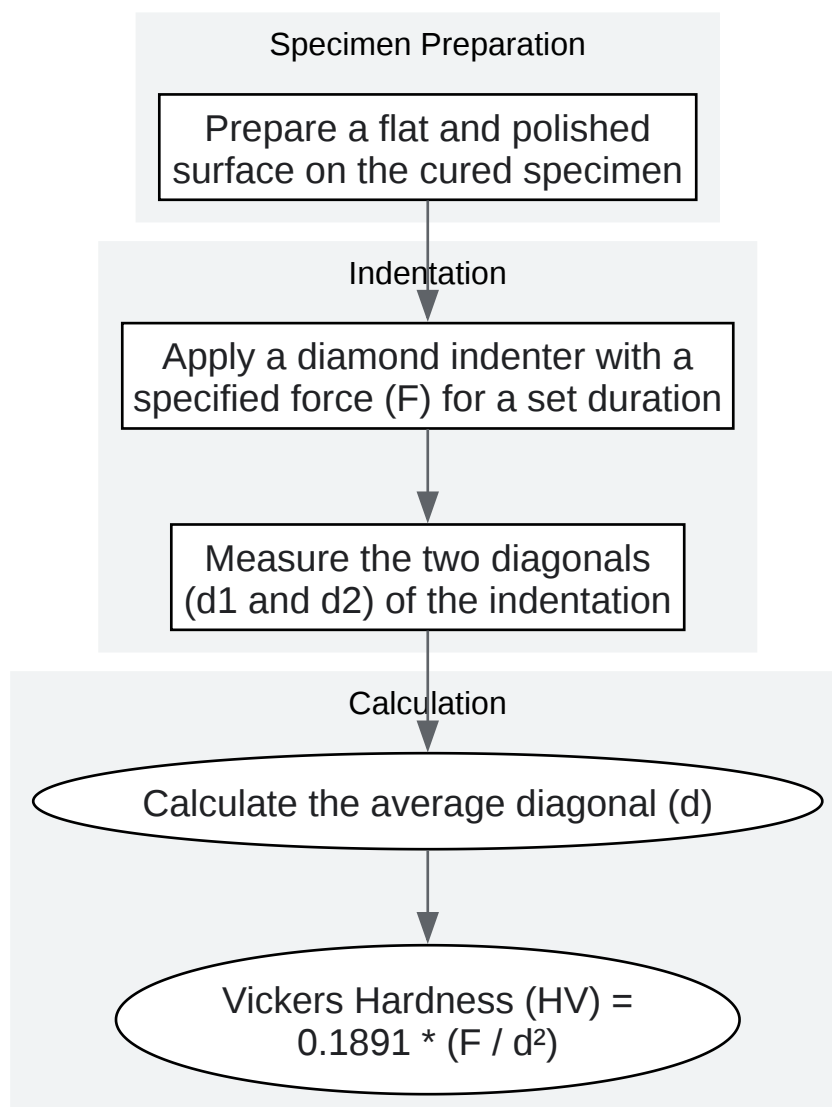 Specimen Preparation
Prepare a flat and polished
surface on the cured specimen
Indentation
Apply a diamond indenter with a
specified force (F) for a set duration
Measure the two diagonals
(d1 and d2) of the indentation
Calculation
Calculate the average diagonal (d)
Vickers Hardness (HV) =
0.1891 * (F / d²)